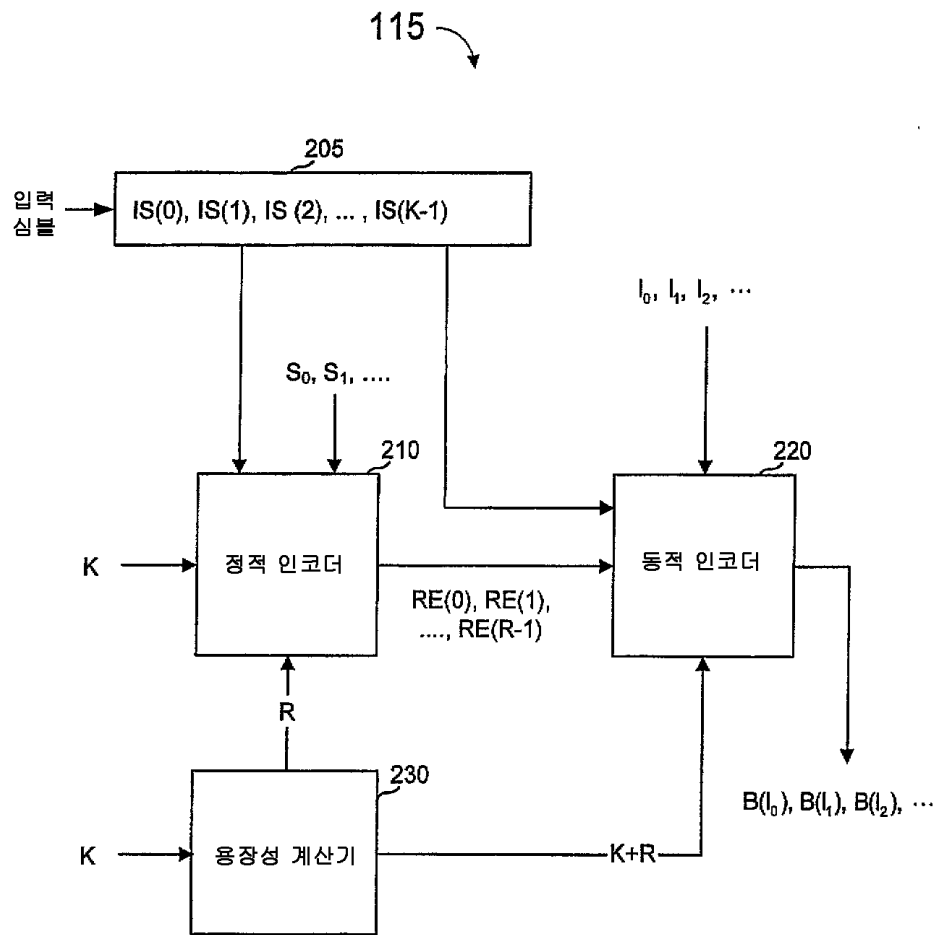 115
205
입력
심볼
IS(0), IS(1), IS (2), ... , IS(K-1)
I₀, I₁, I₂, ...
S₀, S₁, ....
210
220
K
정적 인코더
동적 인코더
RE(0), RE(1),
...., RE(R-1)
R
230
B(I₀), B(I₁), B(I₂), ...
K
용장성 계산기
K+R